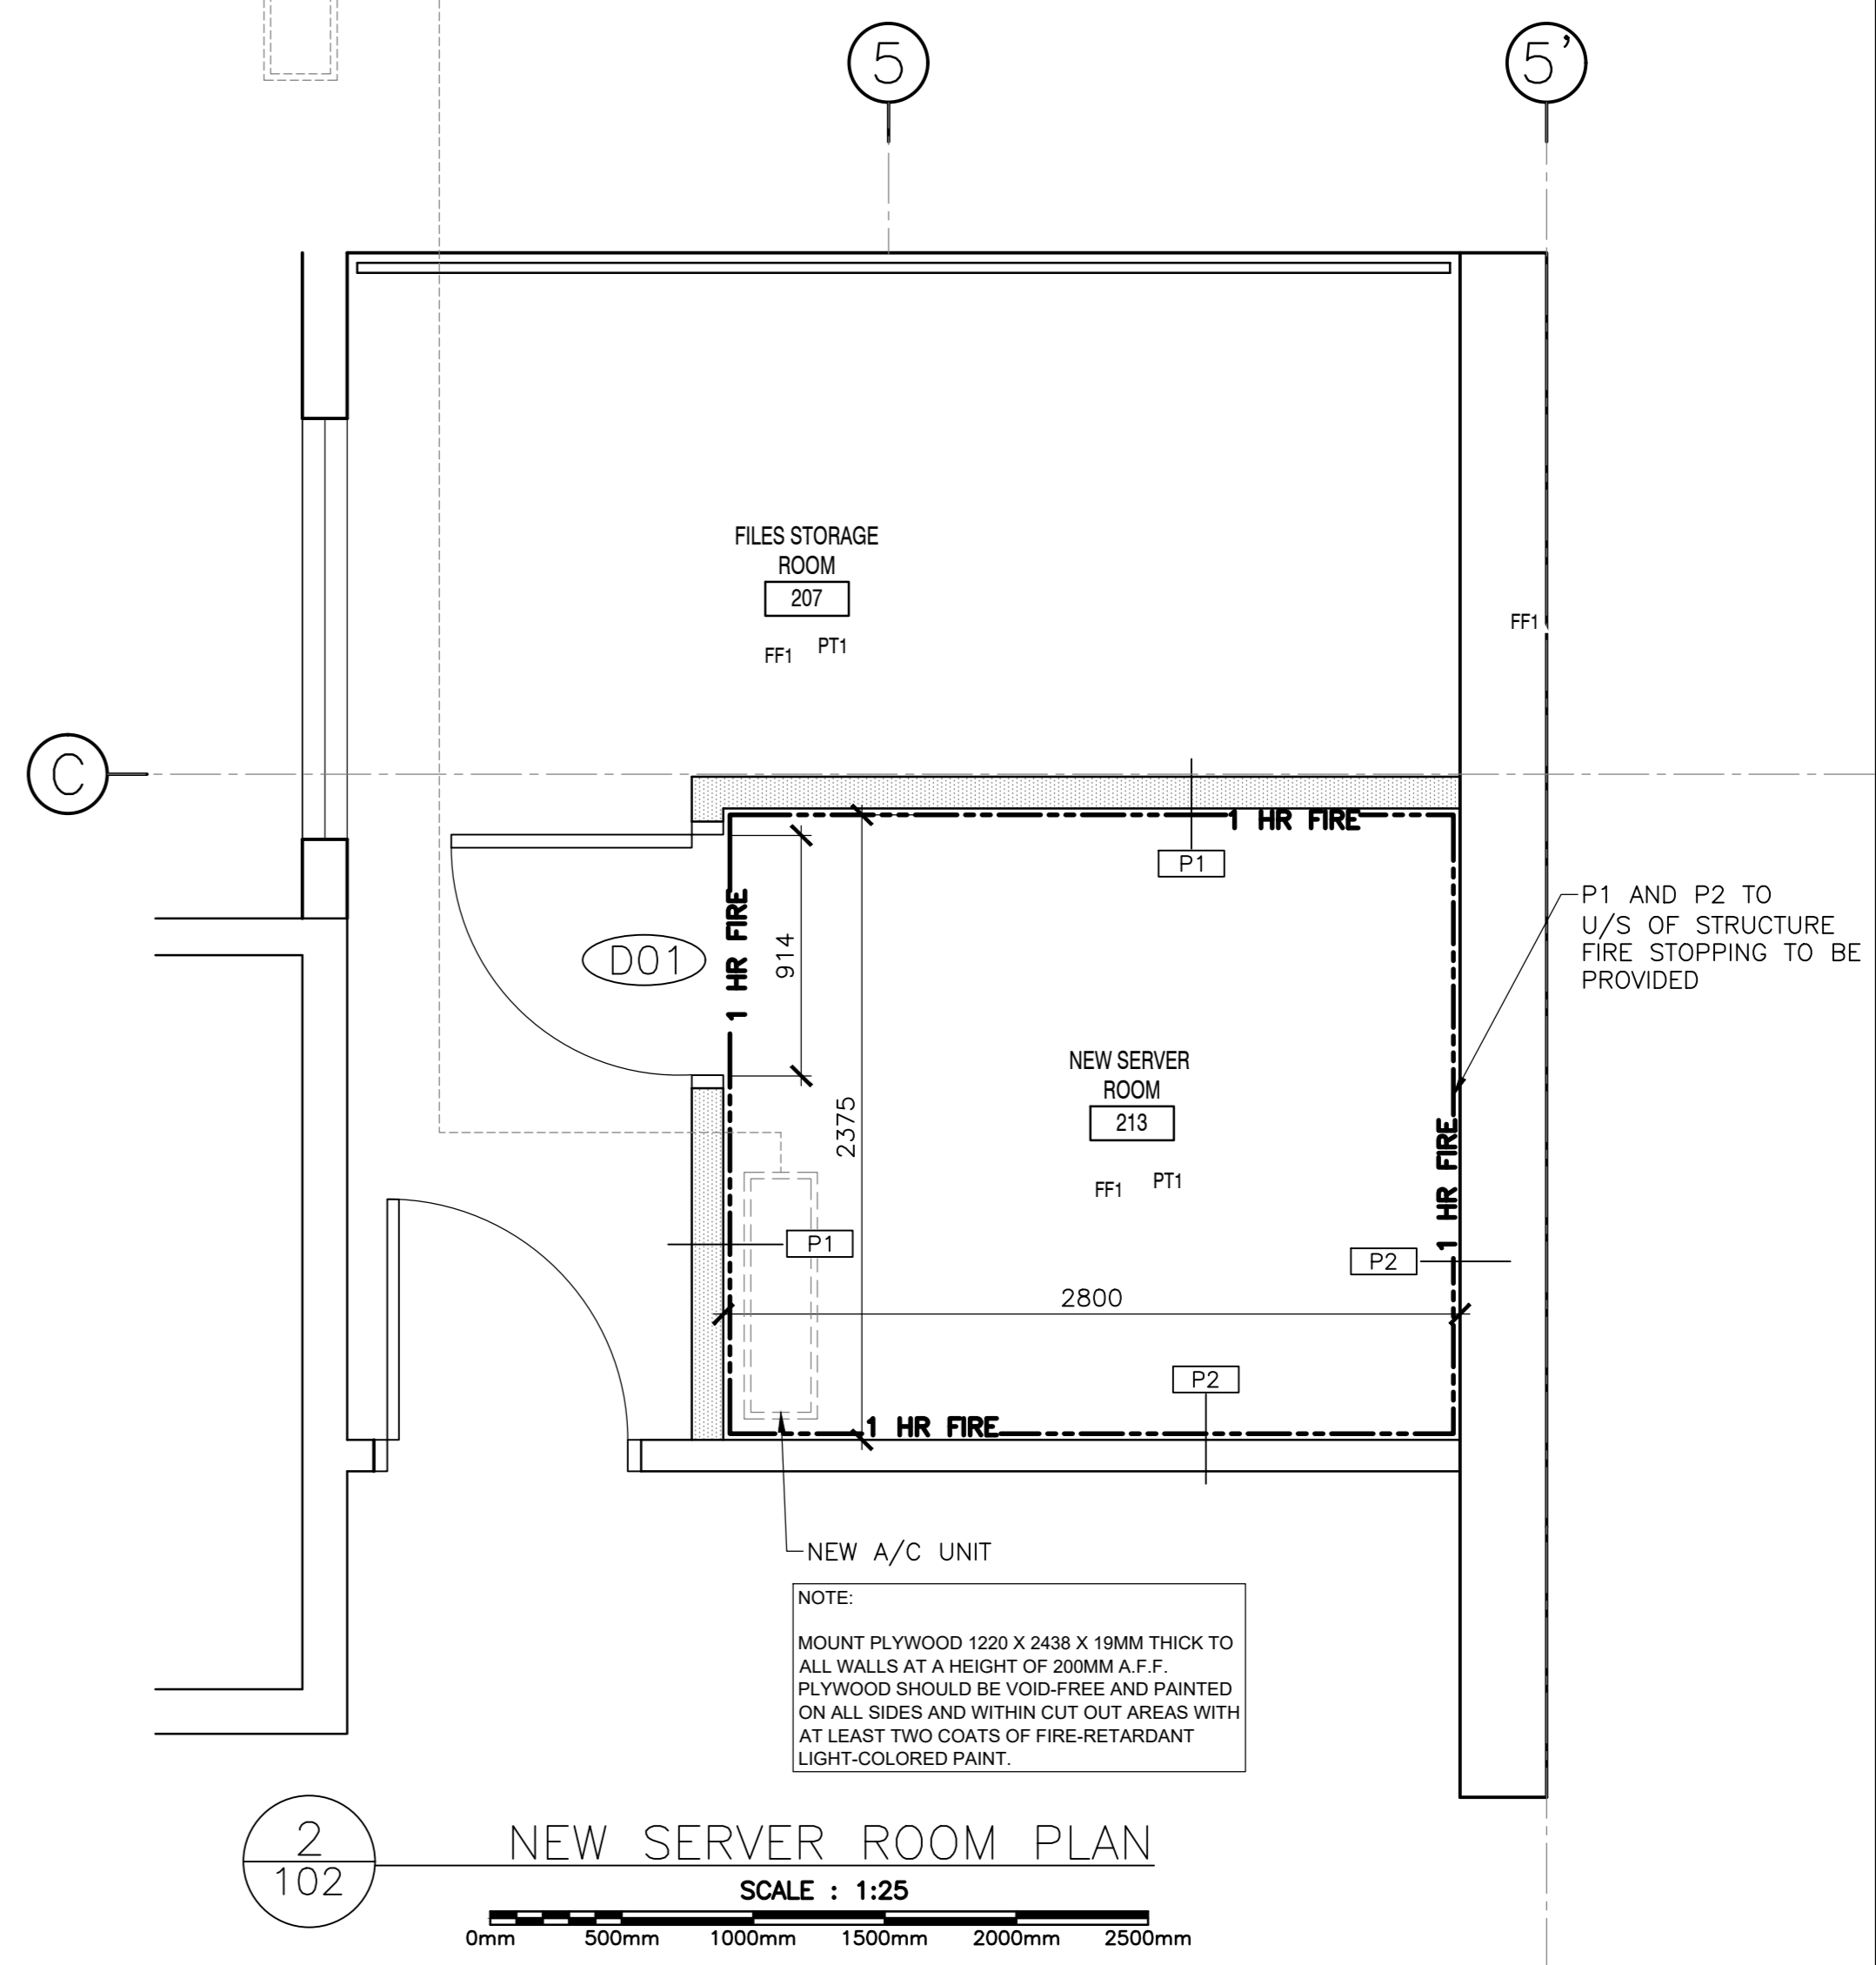 5
5’
FILES STORAGE
ROOM
207
FF1 PT1
FF1
C
1 HR FIRE
P1
P1 AND P2 TO
U/S OF STRUCTURE
FIRE STOPPING TO BE
PROVIDED
1 HR FIRE
D01
914
NEW SERVER
ROOM
213
2375
FF1 PT1
1 HR FIRE
P1
P2
2800
P2
1 HR FIRE
NEW A/C UNIT
NOTE:
MOUNT PLYWOOD 1220 X 2438 X 19MM THICK TO
ALL WALLS AT A HEIGHT OF 200MM A.F.F.
PLYWOOD SHOULD BE VOID-FREE AND PAINTED
ON ALL SIDES AND WITHIN CUT OUT AREAS WITH
AT LEAST TWO COATS OF FIRE-RETARDANT
LIGHT-COLORED PAINT.
2
102
NEW SERVER ROOM PLAN
SCALE : 1:25
0mm 500mm 1000mm 1500mm 2000mm 2500mm